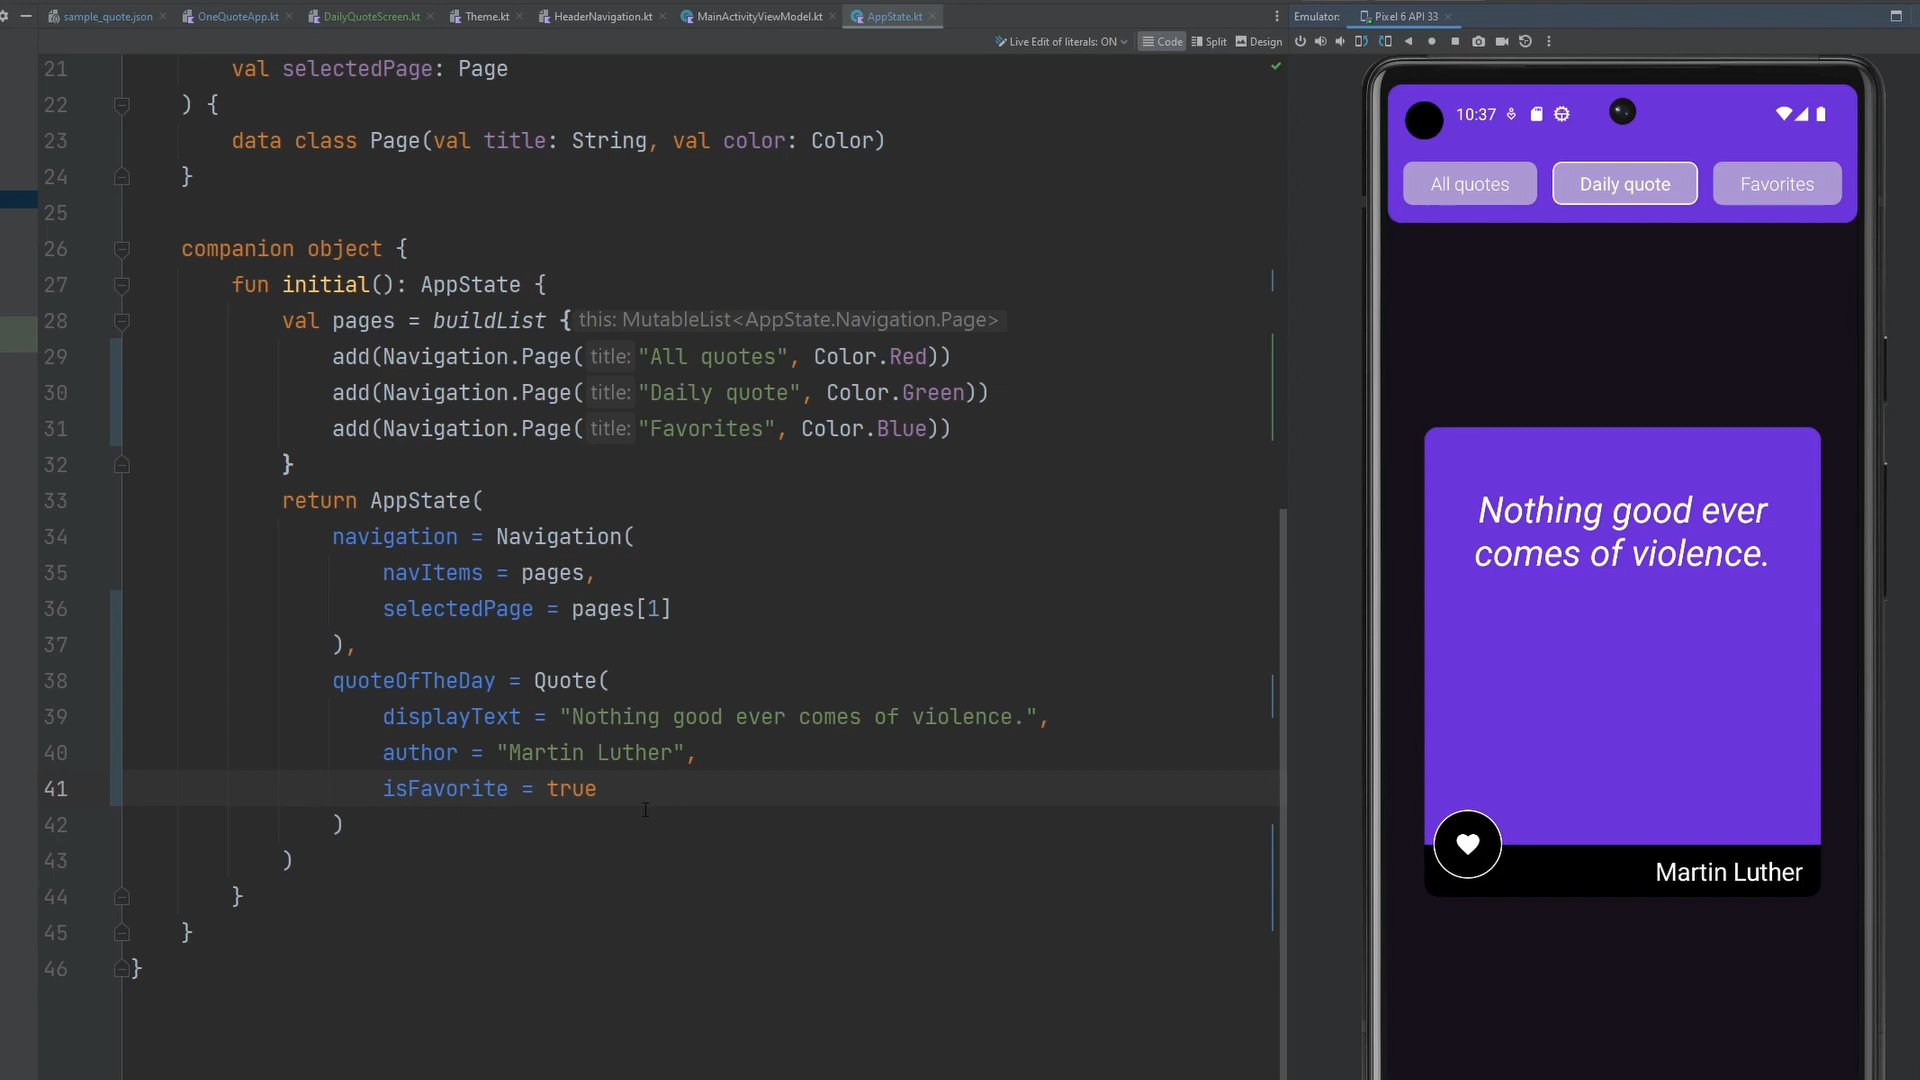 sample_quote.json OneQuoteApp.kt DailyQuoteScreen.kt Theme.kt HeaderNavigation.kt MainActivityViewModel.kt AppState.kt
Emulator: Pixel 6 API 33
Live Edit of literals: ON Code Split Design
21 val selectedPage: Page
22 ) {
23 data class Page(val title: String, val color: Color)
24 }
25
26 companion object {
27 fun initial(): AppState {
28 val pages = buildList { this: MutableList<AppState.Navigation.Page>
29 add(Navigation.Page( title: "All quotes", Color.Red))
30 add(Navigation.Page( title: "Daily quote", Color.Green))
31 add(Navigation.Page( title: "Favorites", Color.Blue))
32 }
33 return AppState(
34 navigation = Navigation(
35 navItems = pages,
36 selectedPage = pages[1]
37 ),
38 quoteOfTheDay = Quote(
39 displayText = "Nothing good ever comes of violence.",
40 author = "Martin Luther",
41 isFavorite = true
42 )
43 )
44 }
45 }
46 }
10:37
All quotes Daily quote Favorites
Nothing good ever
comes of violence.
Martin Luther